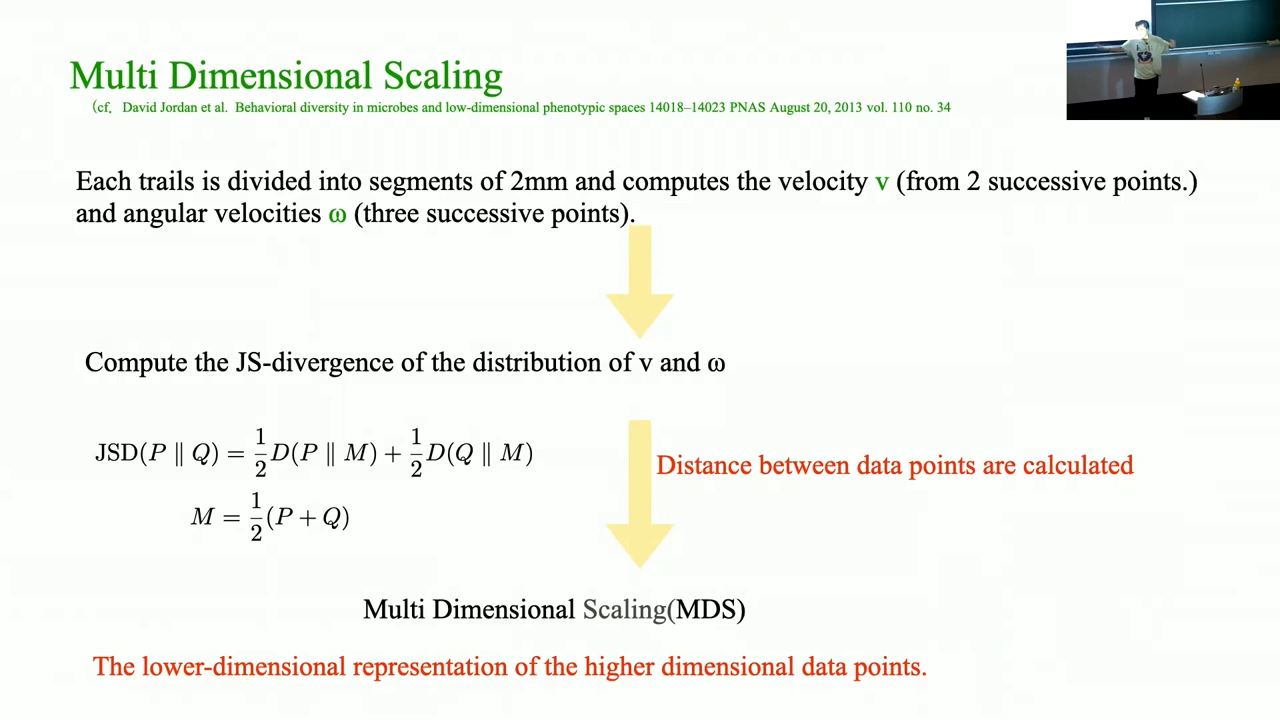 Multi Dimensional Scaling
(cf. David Jordan et al. Behavioral diversity in microbes and low-dimensional phenotypic spaces 14018–14023 PNAS August 20, 2013 vol. 110 no. 34
Each trails is divided into segments of 2mm and computes the velocity v (from 2 successive points.)
and angular velocities ω (three successive points).
Compute the JS-divergence of the distribution of v and ω
JSD(P ∥ Q) = 1/2 D(P ∥ M) + 1/2 D(Q ∥ M)
Distance between data points are calculated
M = 1/2 (P + Q)
Multi Dimensional Scaling(MDS)
The lower-dimensional representation of the higher dimensional data points.